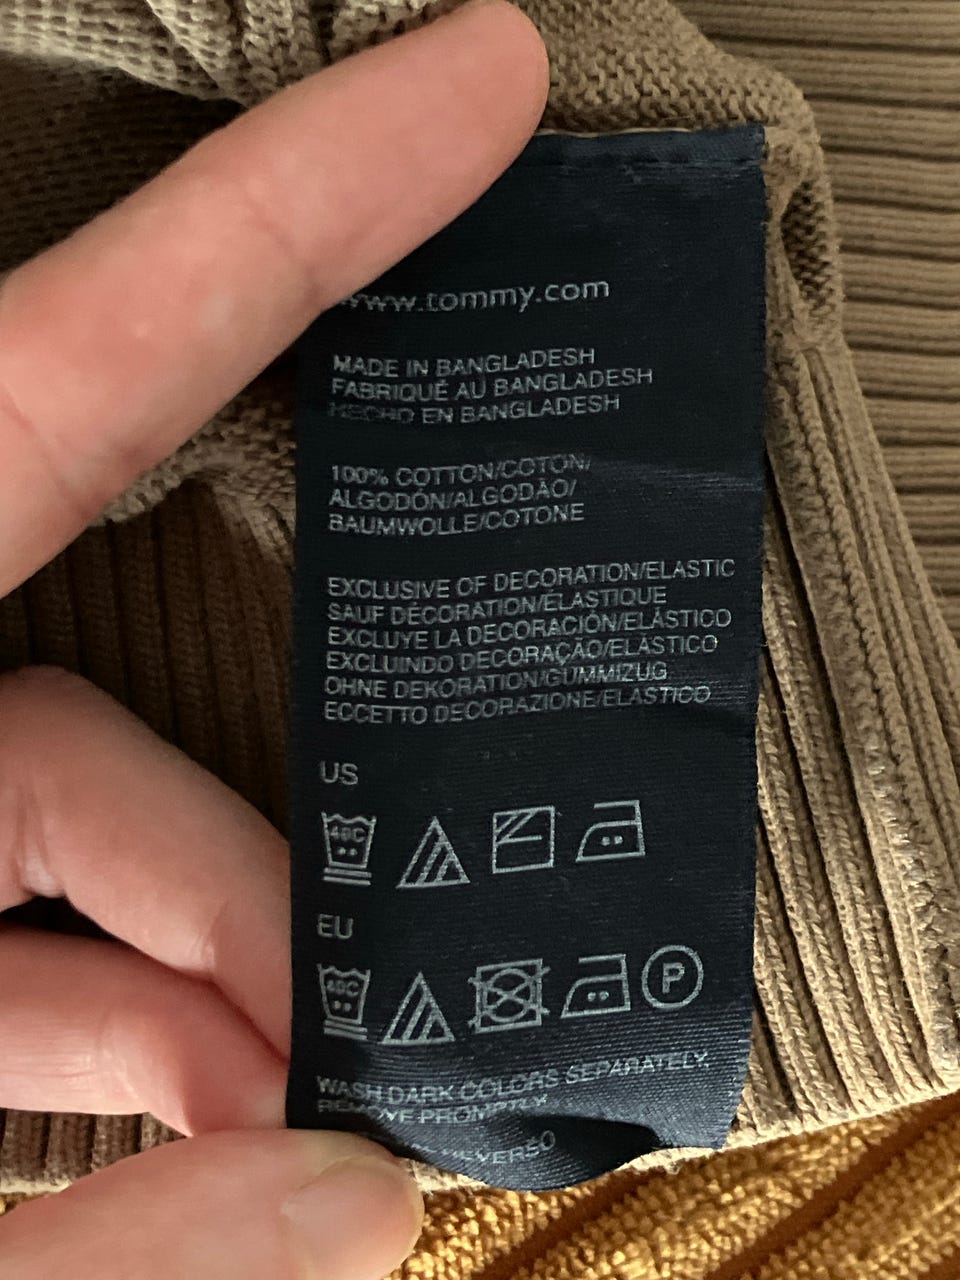 www.tommy.com
MADE IN BANGLADESH
FABRIQUÉ AU BANGLADESH
HECHO EN BANGLADESH
100% COTTON/COTON/
ALGODÓN/ALGODÃO/
BAUMWOLLE/COTONE
EXCLUSIVE OF DECORATION/ELASTIC
SAUF DÉCORATION/ÉLASTIQUE
EXCLUYE LA DECORACIÓN/ELÁSTICO
EXCLUINDO DECORAÇÃO/ELÁSTICO
OHNE DEKORATION/GUMMIZUG
ECCETTO DECORAZIONE/ELASTICO
US
40C
EU
40C
P
WASH DARK COLORS SEPARATELY.
REMOVE PROMPTLY